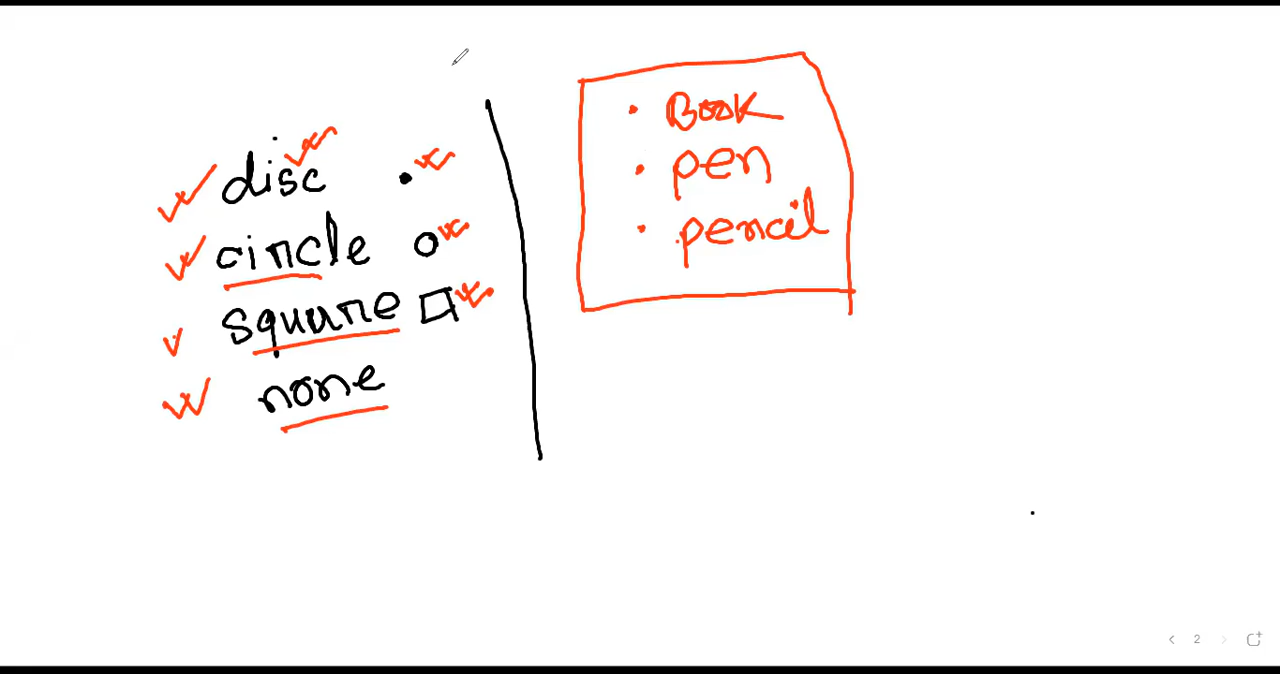 disc •
circle o
square □
none
• Book
• pen
• pencil
2